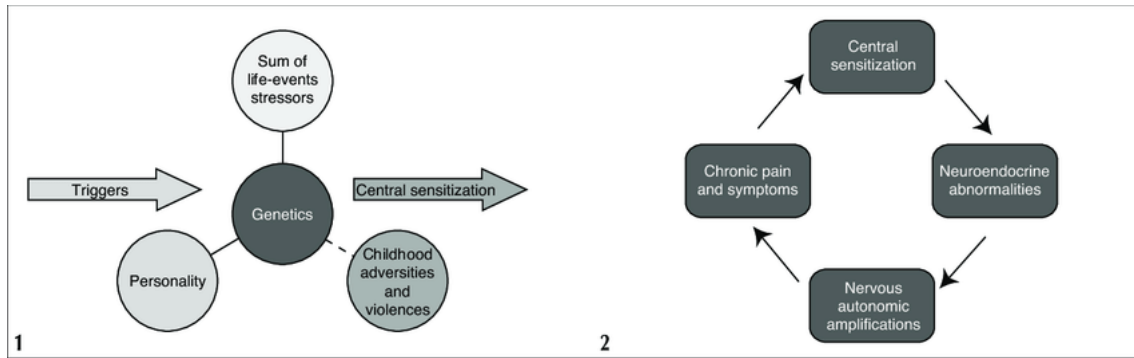 Sum of
life-events
stressors
Triggers
Genetics
Central sensitization
Personality
Childhood
adversities
and
violences
1
Central
sensitization
Chronic pain
and symptoms
Neuroendocrine
abnormalities
Nervous
autonomic
amplifications
2